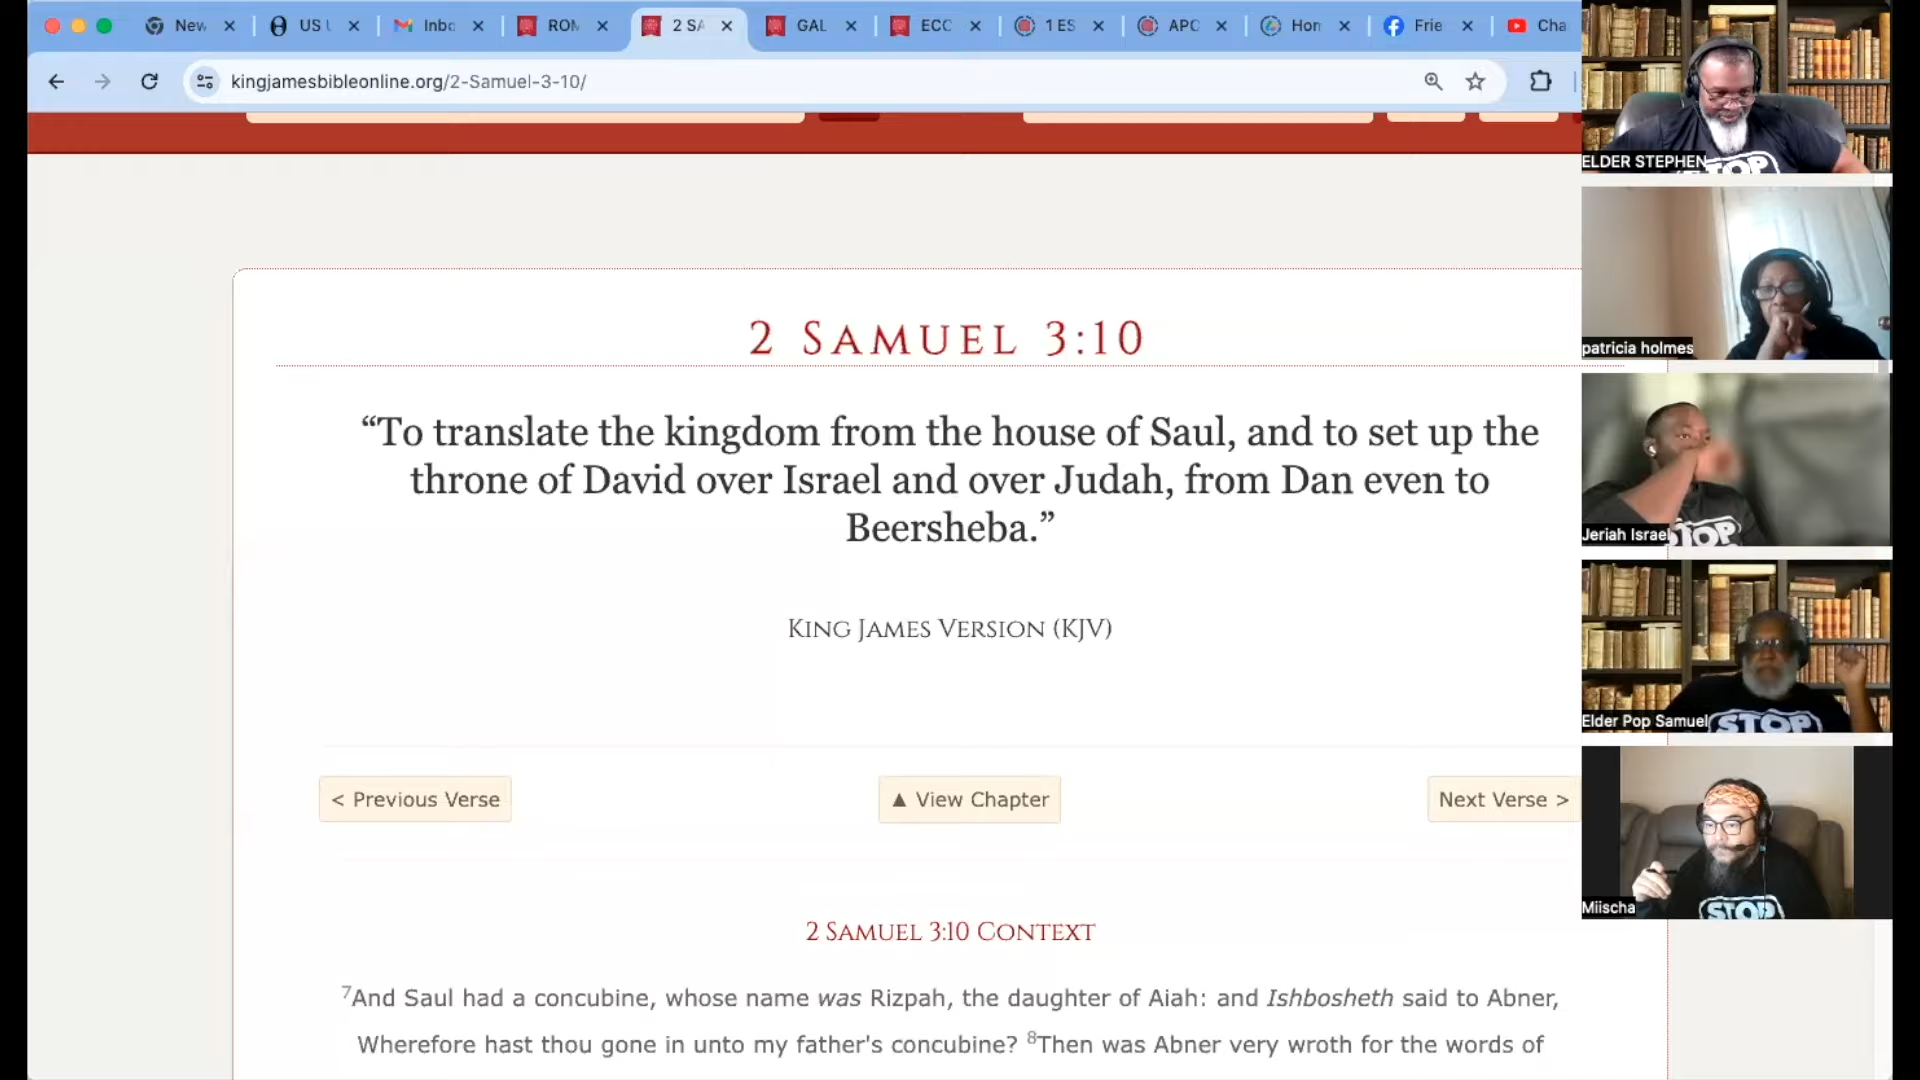 New
US U
Inbo
ROM
2 SA
GAL
ECC
1 ES
APC
Hon
Frie
Cha
kingjamesbibleonline.org/2-Samuel-3-10/
2 SAMUEL 3:10
“To translate the kingdom from the house of Saul, and to set up the
throne of David over Israel and over Judah, from Dan even to
Beersheba.”
KING JAMES VERSION (KJV)
< Previous Verse
▲ View Chapter
Next Verse >
2 SAMUEL 3:10 CONTEXT
7And Saul had a concubine, whose name was Rizpah, the daughter of Aiah: and Ishbosheth said to Abner,
Wherefore hast thou gone in unto my father's concubine? 8Then was Abner very wroth for the words of
ELDER STEPHEN
STOP
patricia holmes
Jeriah Israel
STOP
Elder Pop Samuel
STOP
Miischa
STOP